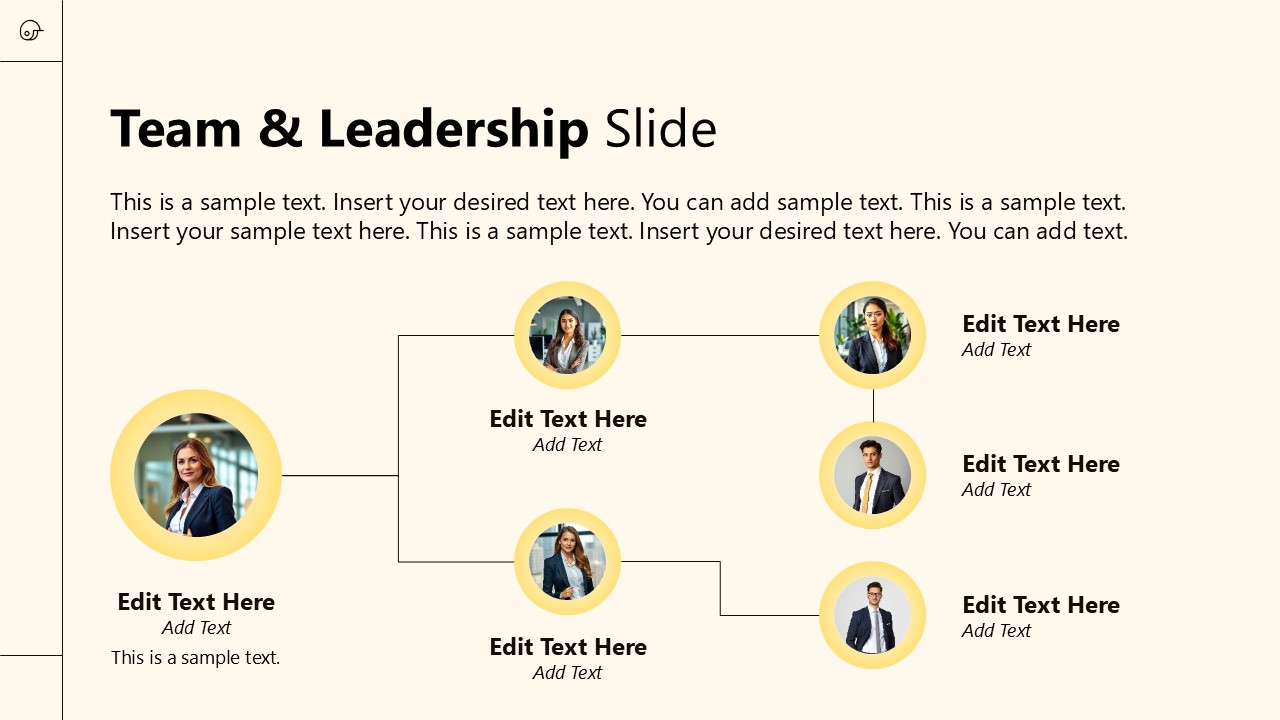 Team & Leadership Slide
This is a sample text. Insert your desired text here. You can add sample text. This is a sample text.
Insert your sample text here. This is a sample text. Insert your desired text here. You can add text.
Edit Text Here
Add Text
This is a sample text.
Edit Text Here
Add Text
Edit Text Here
Add Text
Edit Text Here
Add Text
Edit Text Here
Add Text
Edit Text Here
Add Text